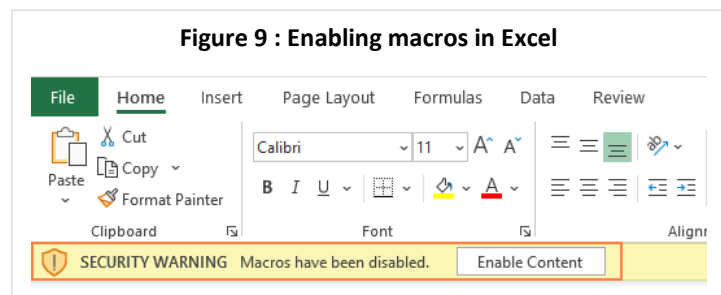 Figure 9 : Enabling macros in Excel
File Home Insert Page Layout Formulas Data Review
Cut
Calibri 11 A A
Copy
Paste
B I U A
Format Painter
Clipboard Font Alignr
SECURITY WARNING Macros have been disabled. Enable Content